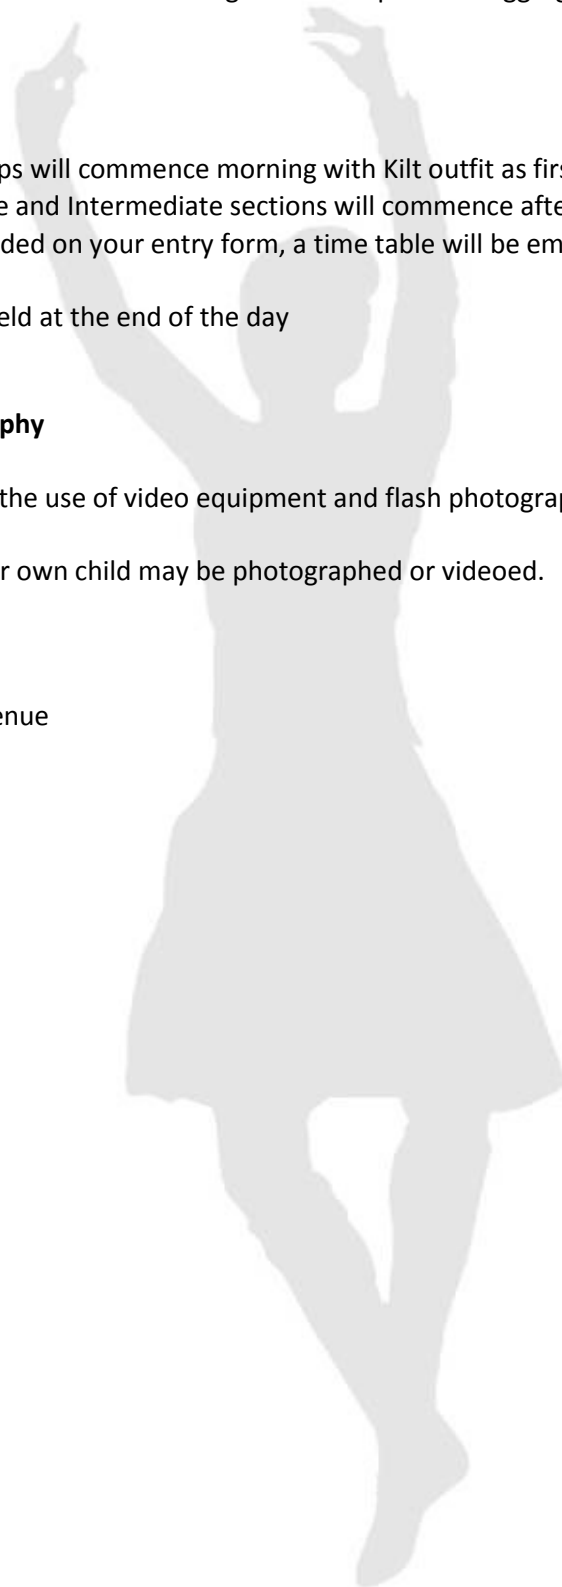 ps will commence morning with Kilt outfit as firs
e and Intermediate sections will commence afte
ded on your entry form, a time table will be em
eld at the end of the day
phy
the use of video equipment and flash photograp
r own child may be photographed or videoed.
enue